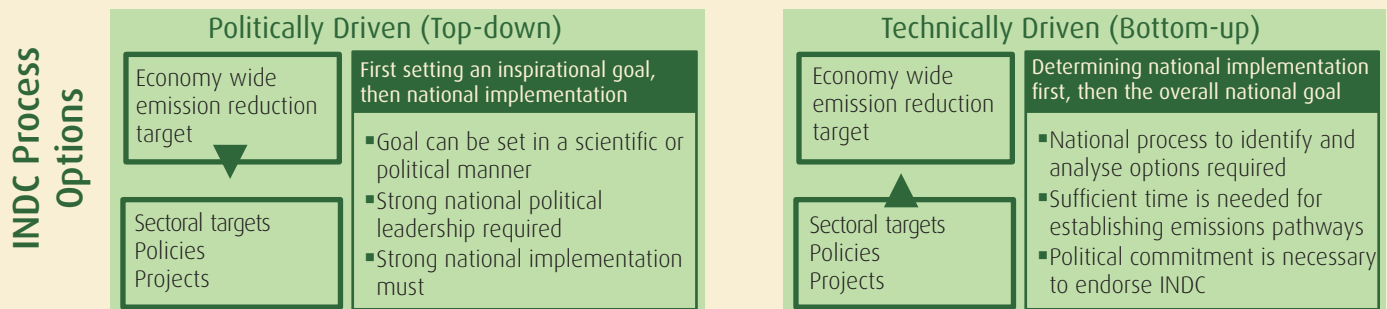 INDC Process
Options
Politically Driven (Top-down)
Economy wide
emission reduction
target
Sectoral targets
Policies
Projects
First setting an inspirational goal,
then national implementation
▪Goal can be set in a scientific or
political manner
▪Strong national political
leadership required
▪Strong national implementation
must
Technically Driven (Bottom-up)
Economy wide
emission reduction
target
Sectoral targets
Policies
Projects
Determining national implementation
first, then the overall national goal
▪National process to identify and
analyse options required
▪Sufficient time is needed for
establishing emissions pathways
▪Political commitment is necessary
to endorse INDC